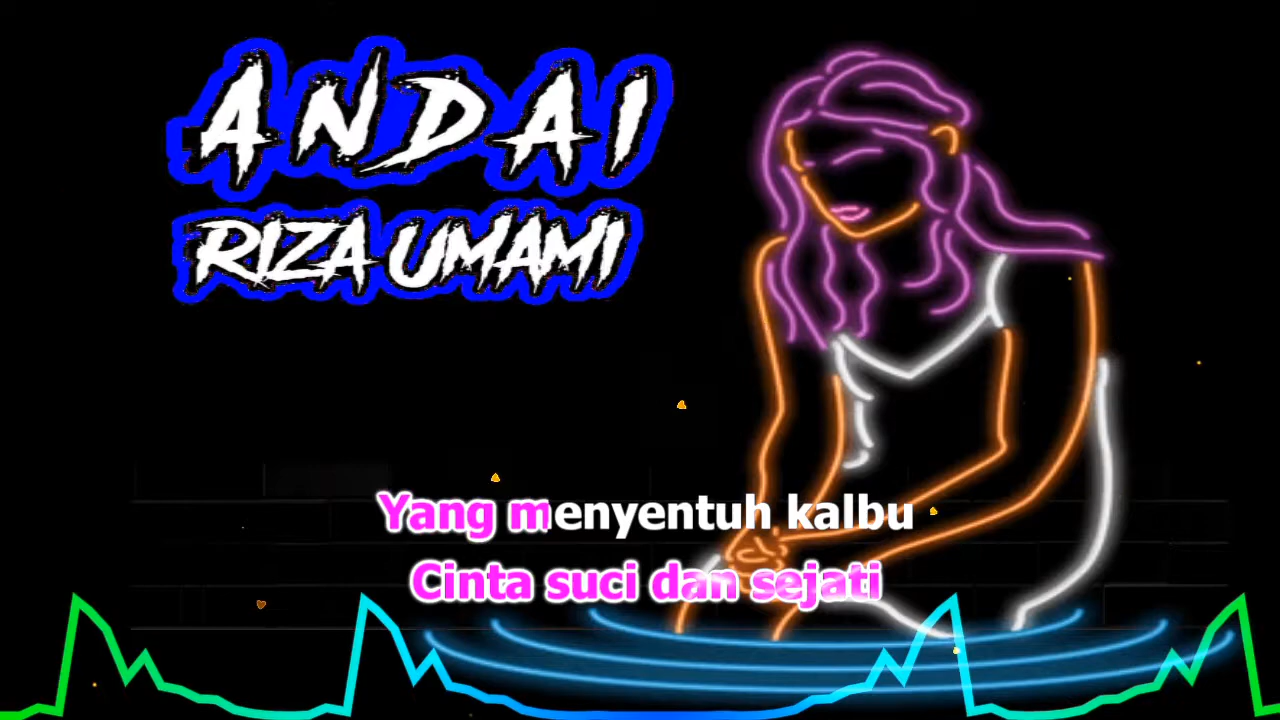 ANDAI
RIZA UMAMI
Yang menyentuh kalbu
Cinta suci dan sejati